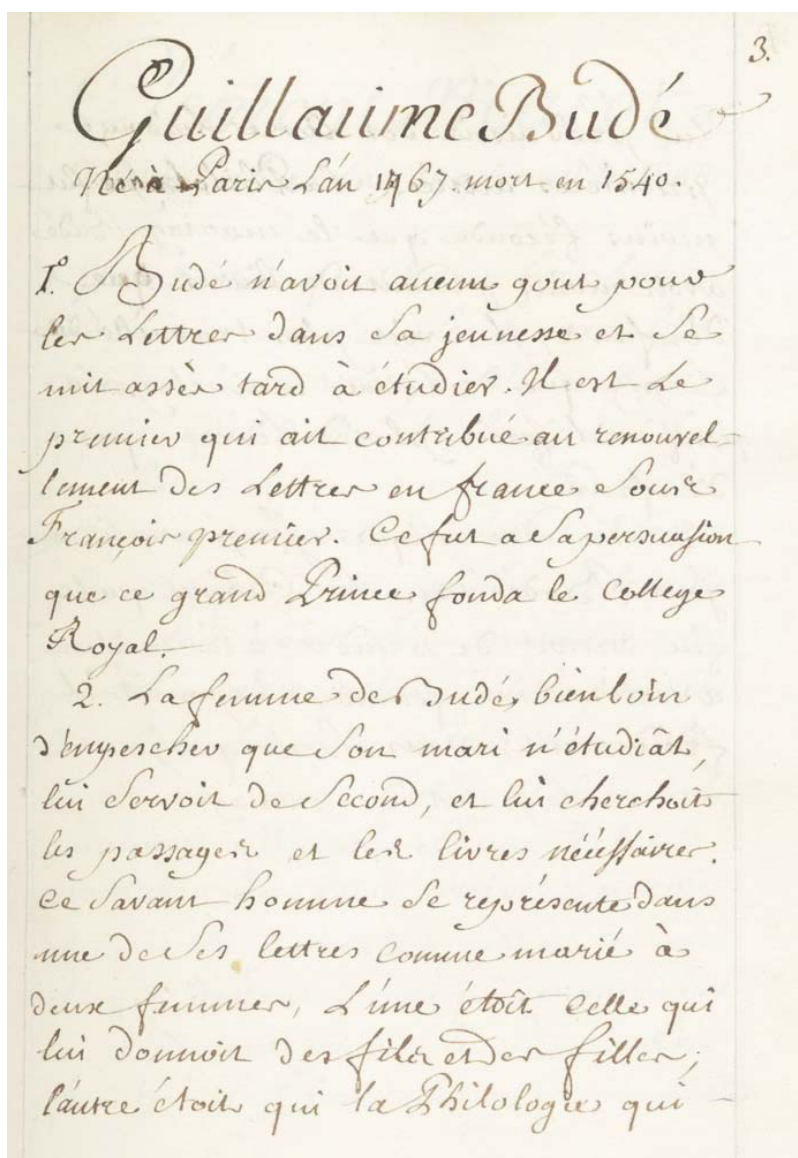 3.
Guillaume Budé
Né à Paris L'an 1467. mort en 1540.
1.º Budé n'avoit aucun gout pour
les Lettres dans Sa jeunesse et Se
mit assès tard à étudier. Il est Le
premier qui ait contribué au renouvel=
lement des Lettres en france Sous
François premier. Ce fut a Sa persuasion
que ce grand Prince fonda le College
Royal.
2. La femme de Budé, bien loin
d'empescher que Son mari n'étudiât,
lui Servoit de Second, et lui cherchoit
les passages et les livres nécéssaires.
Ce Savant homme Se représente dans
une de Ses lettres comme marié à
deux femmes, L'une étoit celle qui
lui donnoit des fils et des filles;
l'autre étoit qui la Philologie qui -